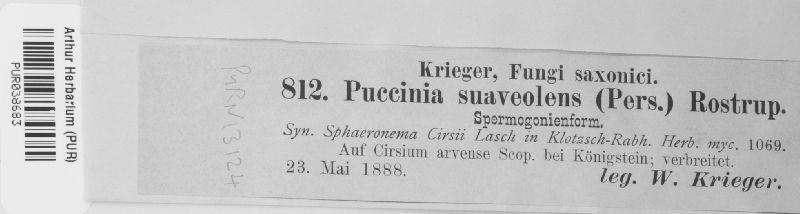 Arthur Herbarium (PUR)
PUR038683
Krieger, Fungi saxonici.
812. Puccinia suaveolens (Pers.) Rostrup.
Spermogonienform.
Syn. Sphaeronema Cirsii Lasch in Klotzsch-Rabh. Herb. myc. 1069.
Auf Cirsium arvense Scop. bei Königstein; verbreitet.
23. Mai 1888.
leg. W. Krieger.